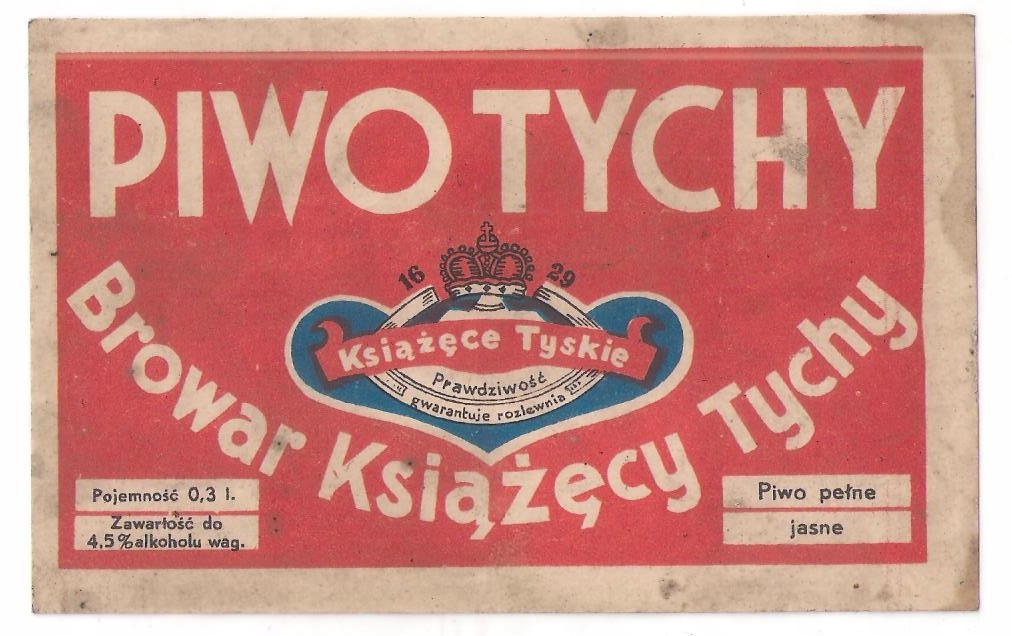 PIWO TYCHY
16 29
Książęce Tyskie
Prawdziwość
gwarantuje rozlewnia
Browar Książęcy Tychy
Pojemność 0,3 l.
Zawartość do
4,5% alkoholu wag.
Piwo pełne
jasne